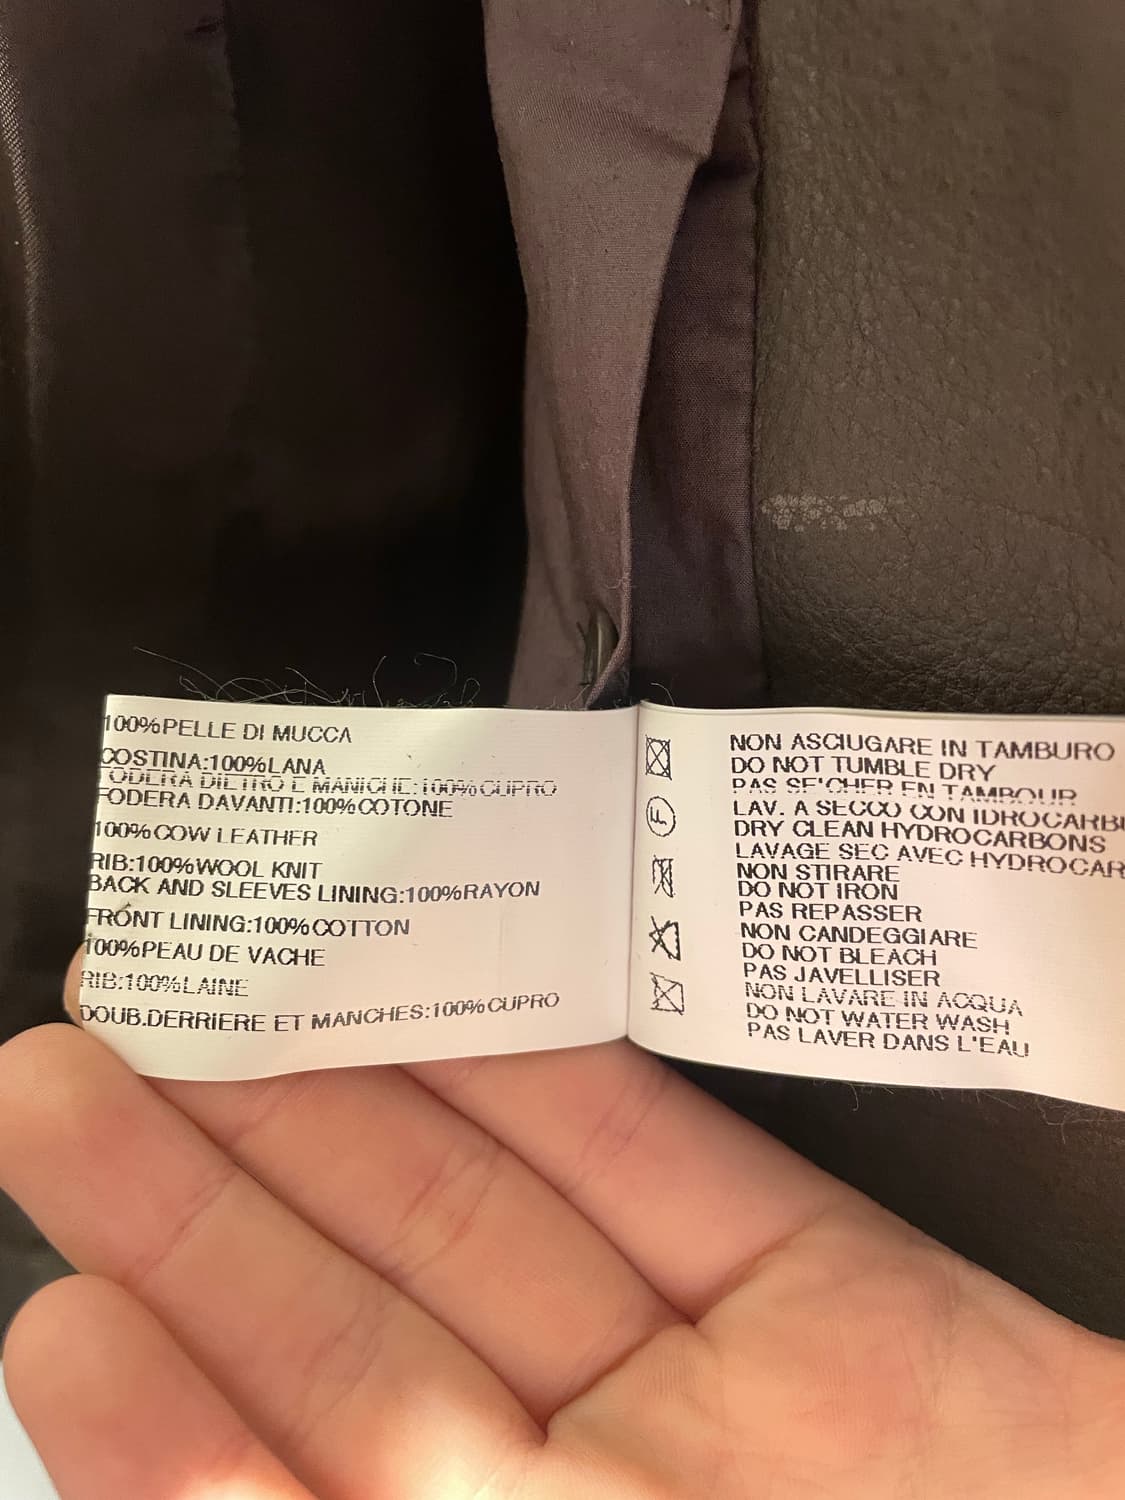 100%PELLE DI MUCCA
COSTINA:100%LANA
FODERA DIETRO E MANICHE:100%CUPRO
FODERA DAVANTI:100%COTONE
100%COW LEATHER
RIB:100%WOOL KNIT
BACK AND SLEEVES LINING:100%RAYON
FRONT LINING:100%COTTON
100%PEAU DE VACHE
RIB:100%LAINE
DOUB.DERRIERE ET MANCHES:100%CUPRO
NON ASCIUGARE IN TAMBURO
DO NOT TUMBLE DRY
PAS SE'CHER EN TAMBOUR
LAV. A SECCO CON IDROCARB
DRY CLEAN HYDROCARBONS
LAVAGE SEC AVEC HYDROCAR
NON STIRARE
DO NOT IRON
PAS REPASSER
NON CANDEGGIARE
DO NOT BLEACH
PAS JAVELLISER
NON LAVARE IN ACQUA
DO NOT WATER WASH
PAS LAVER DANS L'EAU